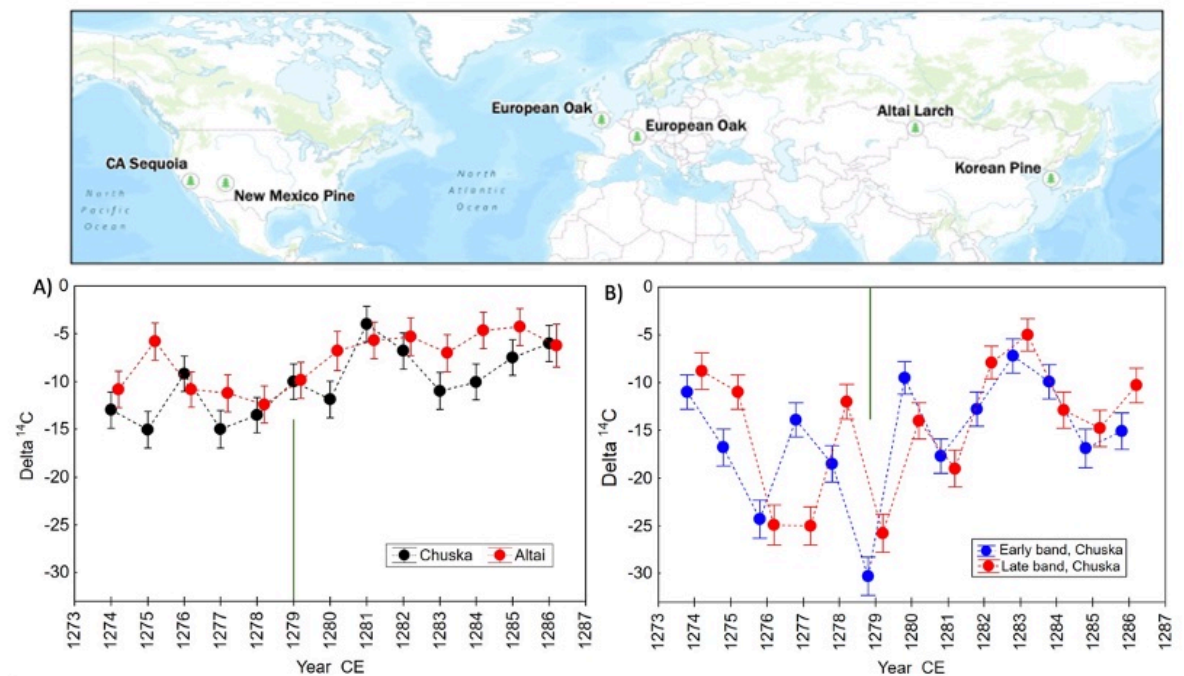 European Oak
European Oak
Altai Larch
CA Sequoia
Korean Pine
New Mexico Pine
North
Pacific
Ocean
North
Atlantic
Ocean
A)
0
-5
-10
-15
-20
-25
-30
Delta 14C
Chuska
Altai
1273
1274
1275
1276
1277
1278
1279
1280
1281
1282
1283
1284
1285
1286
1287
Year CE
B)
0
-5
-10
-15
-20
-25
-30
Delta 14C
Early band, Chuska
Late band, Chuska
1273
1274
1275
1276
1277
1278
1279
1280
1281
1282
1283
1284
1285
1286
1287
Year CE